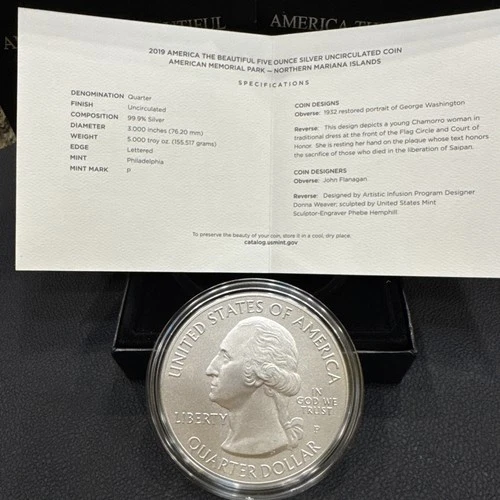 AMERICA THE
2019 AMERICA THE BEAUTIFUL FIVE OUNCE SILVER UNCIRCULATED COIN
AMERICAN MEMORIAL PARK — NORTHERN MARIANA ISLANDS
SPECIFICATIONS
DENOMINATION Quarter
FINISH Uncirculated
COMPOSITION 99.9% Silver
DIAMETER 3.000 inches (76.20 mm)
WEIGHT 5.000 troy oz. (155.517 grams)
EDGE Lettered
MINT Philadelphia
MINT MARK P
COIN DESIGNS
Obverse: 1932 restored portrait of George Washington
Reverse: This design depicts a young Chamorro woman in
traditional dress at the front of the Flag Circle and Court of
Honor. She is resting her hand on the plaque whose text honors
the sacrifice of those who died in the liberation of Saipan.
COIN DESIGNERS
Obverse: John Flanagan.
Reverse: Designed by Artistic Infusion Program Designer
Donna Weaver; sculpted by United States Mint
Sculptor-Engraver Phebe Hemphill.
To preserve the beauty of your coin, store it in a cool, dry place.
catalog.usmint.gov
UNITED STATES OF AMERICA
LIBERTY
IN
GOD WE
TRUST
P
QUARTER DOLLAR